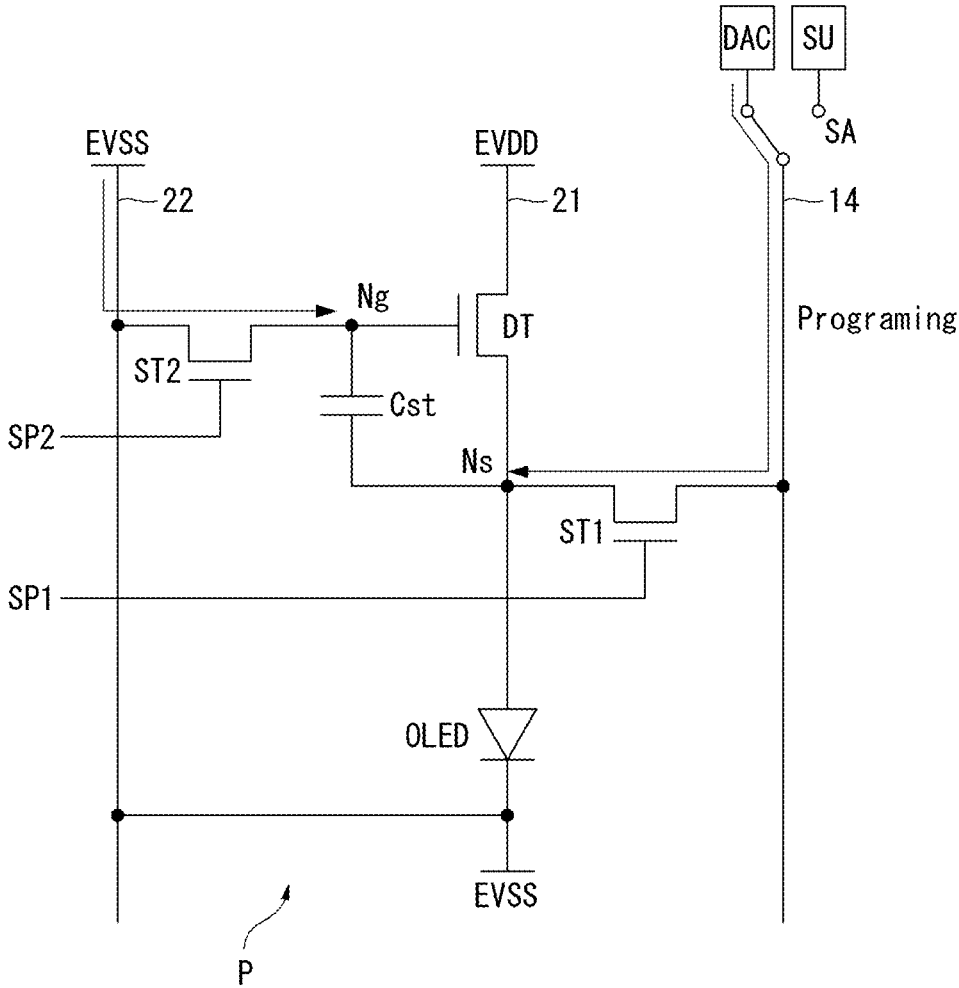 DAC
SU
SA
EVSS
EVDD
22
21
14
Ng
DT
Programing
ST2
Cst
SP2
Ns
ST1
SP1
OLED
EVSS
P